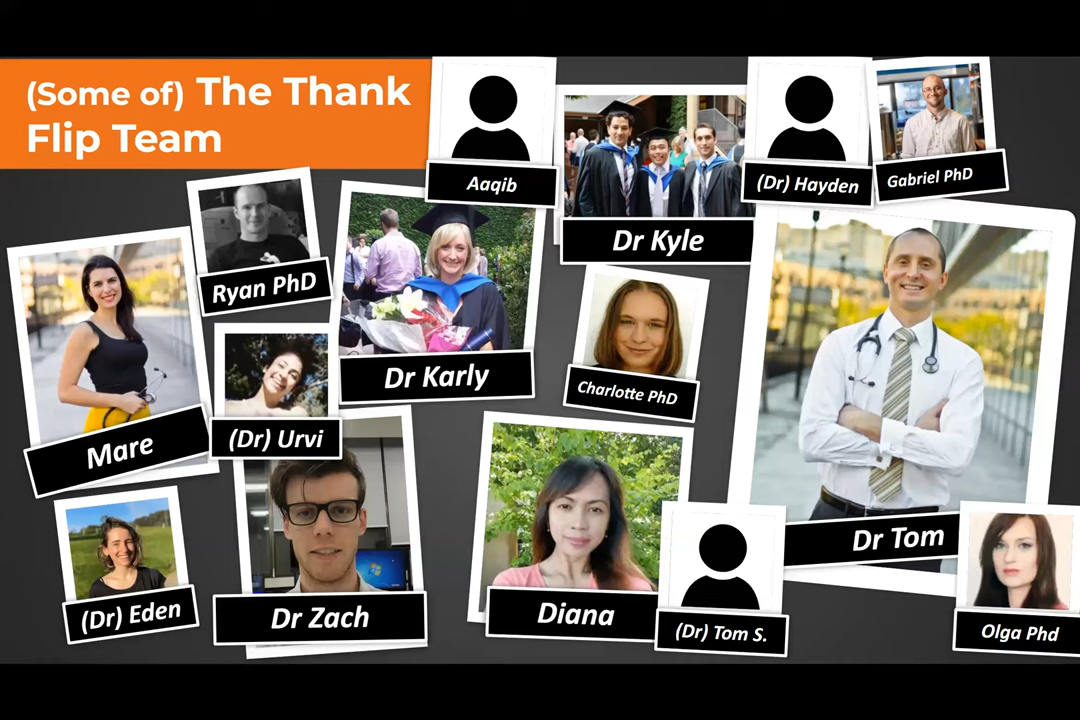 (Some of) The Thank
Flip Team
Aaqib
Dr Kyle
(Dr) Hayden
Gabriel PhD
Ryan PhD
Dr Karly
Charlotte PhD
Mare
(Dr) Urvi
Dr Tom
(Dr) Eden
Dr Zach
Diana
(Dr) Tom S.
Olga Phd